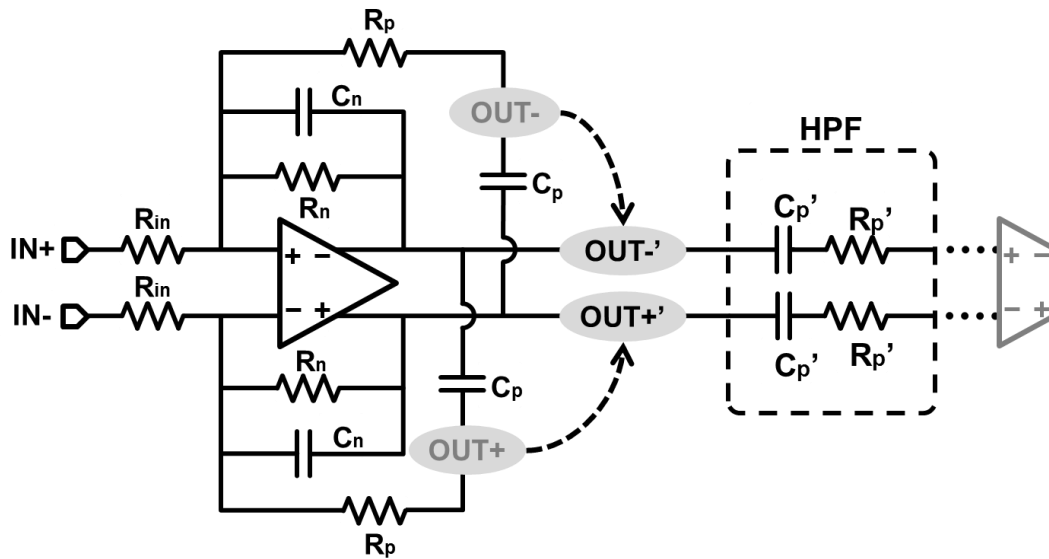 Rp
Cn
OUT-
HPF
Rn
Cp
Cp’
Rp’
Rin
IN+
+ −
OUT-’
+ −
Rin
IN-
− +
OUT+’
− +
Rn
Cp
Cp’
Rp’
Cn
OUT+
Rp